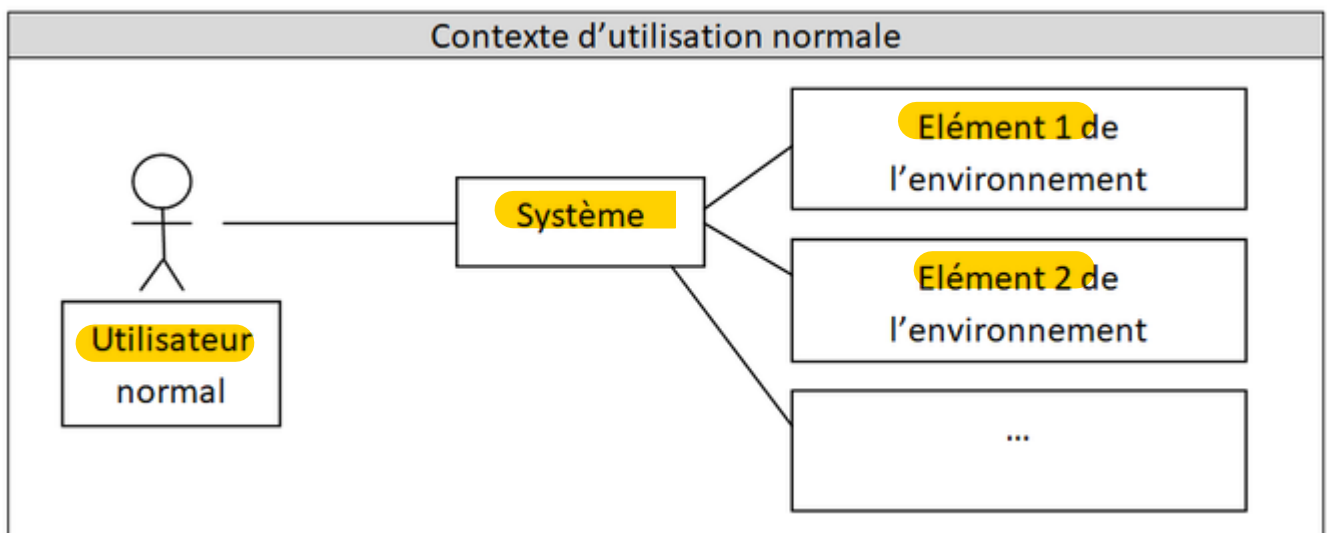 Contexte d’utilisation normale
Elément 1 de
l’environnement
Système
Elément 2 de
l’environnement
Utilisateur
normal
...